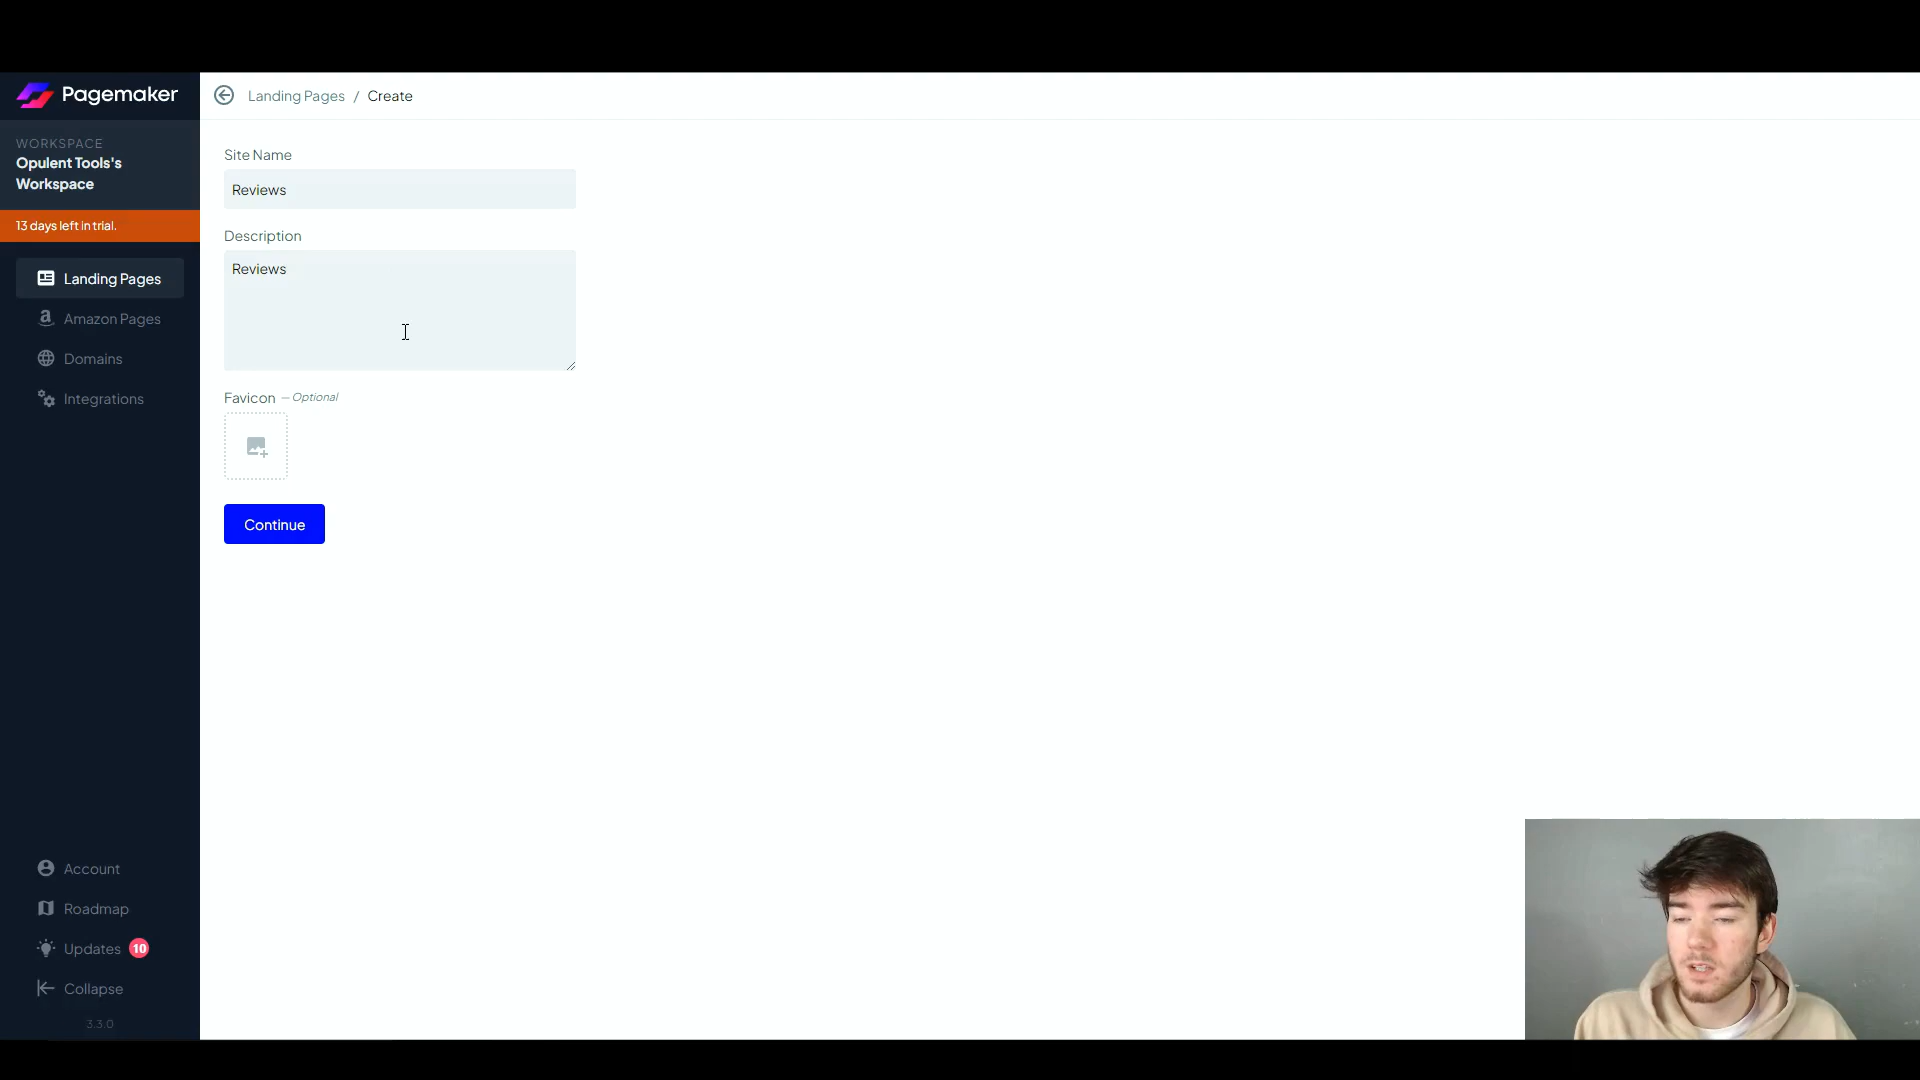 Pagemaker
WORKSPACE
Opulent Tools's
Workspace
13 days left in trial.
Landing Pages
Amazon Pages
Domains
Integrations
Account
Roadmap
Updates 10
Collapse
3.3.0
Landing Pages / Create
Site Name
Reviews
Description
Reviews
Favicon — Optional
Continue